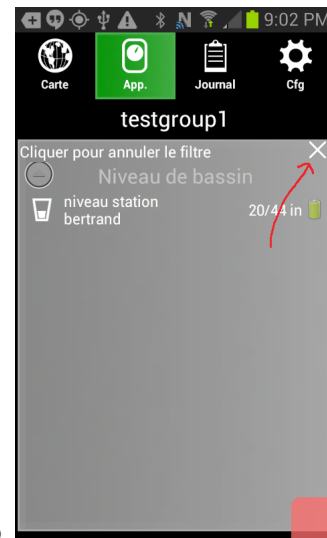 9:02 PM
Carte App. Journal Cfg
testgroup1
Cliquer pour annuler le filtre
Niveau de bassin
niveau station
bertrand
20/44 in